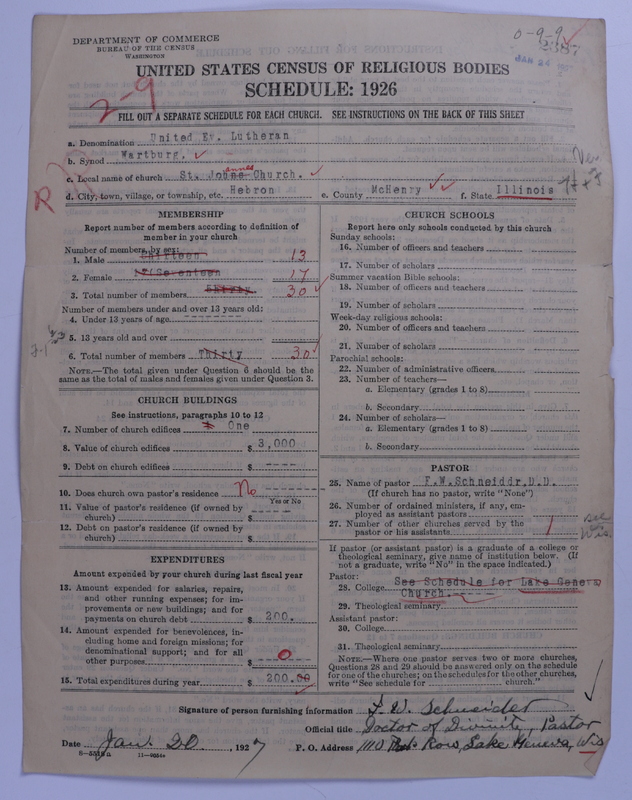 DEPARTMENT OF COMMERCE
BUREAU OF THE CENSUS
WASHINGTON
0-9-9
JAN 24
UNITED STATES CENSUS OF RELIGIOUS BODIES
SCHEDULE: 1926
2-9
FILL OUT A SEPARATE SCHEDULE FOR EACH CHURCH. SEE INSTRUCTIONS ON THE BACK OF THIS SHEET
a. Denomination United Ev. Lutheran
b. Synod Wartburg.
c. Local name of church St. Johns Church.
d. City, town, village, or township, etc. Hebron e. County McHenry f. State Illinois
R
MEMBERSHIP
Report number of members according to definition of member in your church
Number of members, by sex:
1. Male Thirteen 13
2. Female 17(Seventeen 17
3. Total number of members Thirty 30
Number of members under and over 13 years old:
4. Under 13 years of age
5. 13 years old and over
6. Total number of members Thirty 30
NOTE.—The total given under Question 6 should be the
same as the total of males and females given under Question 3.
CHURCH BUILDINGS
See instructions, paragraphs 10 to 12
7. Number of church edifices One
8. Value of church edifices $ 3,000
9. Debt on church edifices $ ----
10. Does church own pastor's residence No
Yes or No
11. Value of pastor's residence (if owned by
church) $ -----
12. Debt on pastor's residence (if owned by
church) $
EXPENDITURES
Amount expended by your church during last fiscal year
13. Amount expended for salaries, repairs,
and other running expenses; for im-
provements or new buildings; and for
payments on church debt $ 200.
14. Amount expended for benevolences, in-
cluding home and foreign missions; for
denominational support; and for all
other purposes $ 0
15. Total expenditures during year $ 200.00
CHURCH SCHOOLS
Report here only schools conducted by this church
Sunday schools:
16. Number of officers and teachers
17. Number of scholars
Summer vacation Bible schools:
18. Number of officers and teachers
19. Number of scholars
Week-day religious schools:
20. Number of officers and teachers
21. Number of scholars
Parochial schools:
22. Number of administrative officers
23. Number of teachers—
a. Elementary (grades 1 to 8)
b. Secondary
24. Number of scholars—
a. Elementary (grades 1 to 8)
b. Secondary
PASTOR
25. Name of pastor F.W.Schneiddr,D.D.
(If church has no pastor, write "None")
26. Number of ordained ministers, if any, em-
ployed as assistant pastors
27. Number of other churches served by the
pastor or his assistants 1
see
Wis.
If pastor (or assistant pastor) is a graduate of a college or
theological seminary, give name of institution below. (If
not a graduate, write "No" in the space indicated.)
Pastor:
28. College See Schedule for Lake Geneva
Church.----
29. Theological seminary
Assistant pastor:
30. College
31. Theological seminary
NOTE.—Where one pastor serves two or more churches,
Questions 28 and 29 should be answered only on the schedule
for one of the churches; on the schedules for the other churches,
write "See schedule for church."
Signature of person furnishing information F. W. Schneider
Official title Doctor of Divinity, Pastor
Date Jan. 20, 1927 P. O. Address 1110 Row, Lake Geneva, Wis